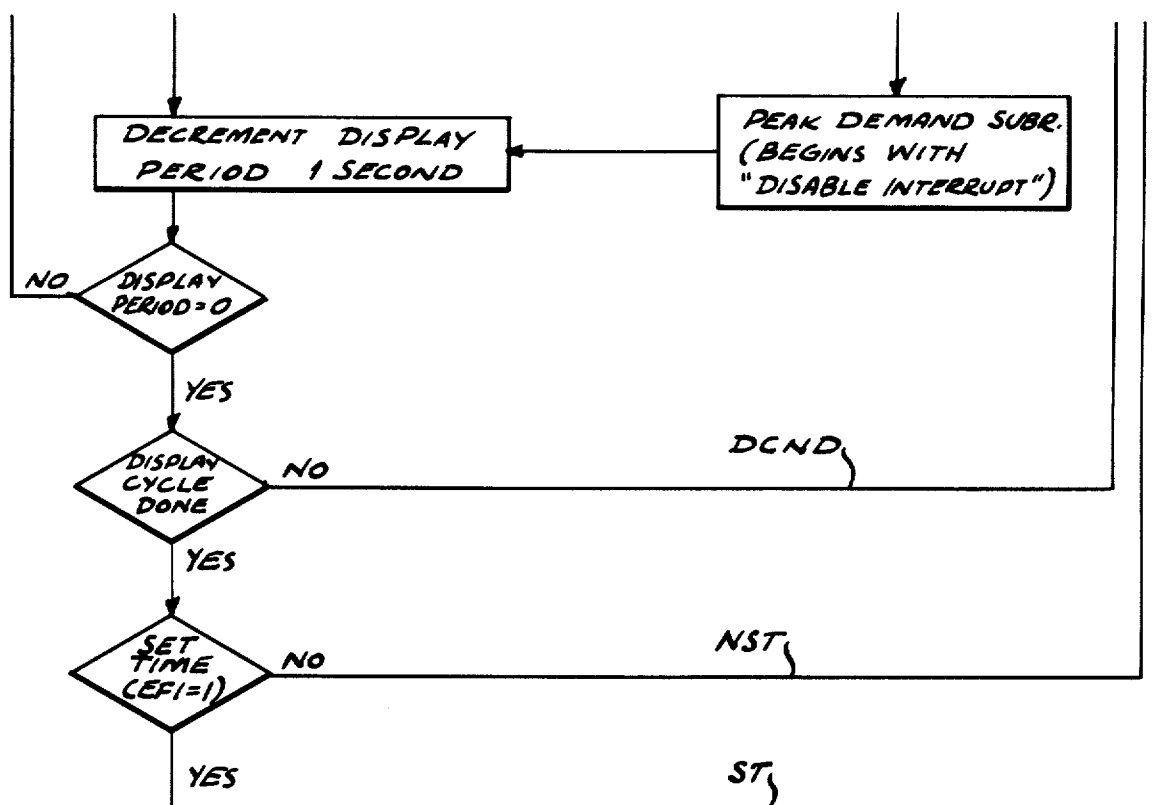 DECREMENT DISPLAY
PERIOD 1 SECOND
PEAK DEMAND SUBR.
(BEGINS WITH
"DISABLE INTERRUPT")
NO
DISPLAY
PERIOD=0
YES
DISPLAY
CYCLE
DONE
NO
DCND
YES
SET
TIME
(EF1=1)
NO
NST
YES
ST